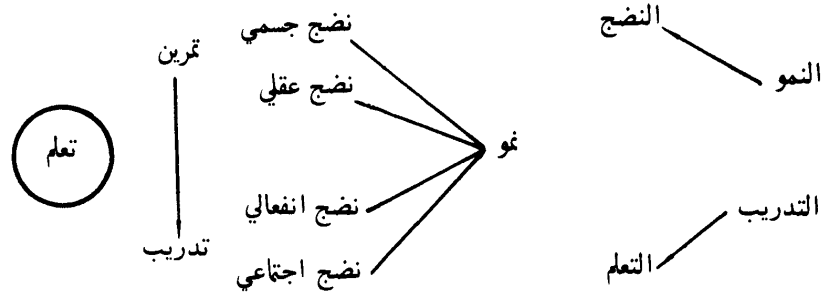 النضج
النمو
التدريب
التعلم
نمو
نضج جسمي
نضج عقلي
نضج انفعالي
نضج اجتماعي
تمرين
تدريب
تعلم